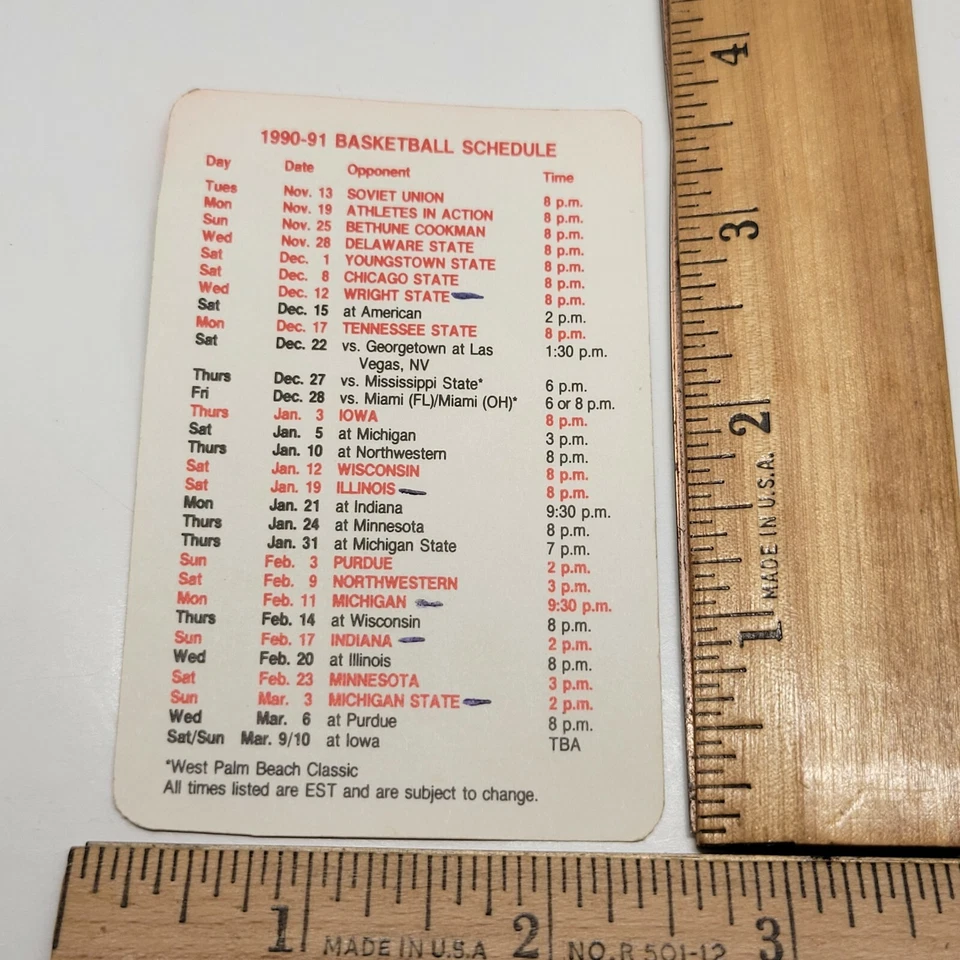 1990-91 BASKETBALL SCHEDULE
Day Date Opponent Time
Tues Nov. 13 SOVIET UNION 8 p.m.
Mon Nov. 19 ATHLETES IN ACTION 8 p.m.
Sun Nov. 25 BETHUNE COOKMAN 8 p.m.
Wed Nov. 28 DELAWARE STATE 8 p.m.
Sat Dec. 1 YOUNGSTOWN STATE 8 p.m.
Sat Dec. 8 CHICAGO STATE 8 p.m.
Wed Dec. 12 WRIGHT STATE 8 p.m.
Sat Dec. 15 at American 2 p.m.
Mon Dec. 17 TENNESSEE STATE 8 p.m.
Sat Dec. 22 vs. Georgetown at Las 1:30 p.m.
Vegas, NV
Thurs Dec. 27 vs. Mississippi State* 6 p.m.
Fri Dec. 28 vs. Miami (FL)/Miami (OH)* 6 or 8 p.m.
Thurs Jan. 3 IOWA 8 p.m.
Sat Jan. 5 at Michigan 3 p.m.
Thurs Jan. 10 at Northwestern 8 p.m.
Sat Jan. 12 WISCONSIN 8 p.m.
Sat Jan. 19 ILLINOIS 8 p.m.
Mon Jan. 21 at Indiana 9:30 p.m.
Thurs Jan. 24 at Minnesota 8 p.m.
Thurs Jan. 31 at Michigan State 7 p.m.
Sun Feb. 3 PURDUE 2 p.m.
Sat Feb. 9 NORTHWESTERN 3 p.m.
Mon Feb. 11 MICHIGAN 9:30 p.m.
Thurs Feb. 14 at Wisconsin 8 p.m.
Sun Feb. 17 INDIANA 2 p.m.
Wed Feb. 20 at Illinois 8 p.m.
Sat Feb. 23 MINNESOTA 3 p.m.
Sun Mar. 3 MICHIGAN STATE 2 p.m.
Wed Mar. 6 at Purdue 8 p.m.
Sat/Sun Mar. 9/10 at Iowa TBA
*West Palm Beach Classic
All times listed are EST and are subject to change.
1 MADE IN U.S.A. 2 3 4
1 MADE IN U.S.A 2 NO. R 501-12 3